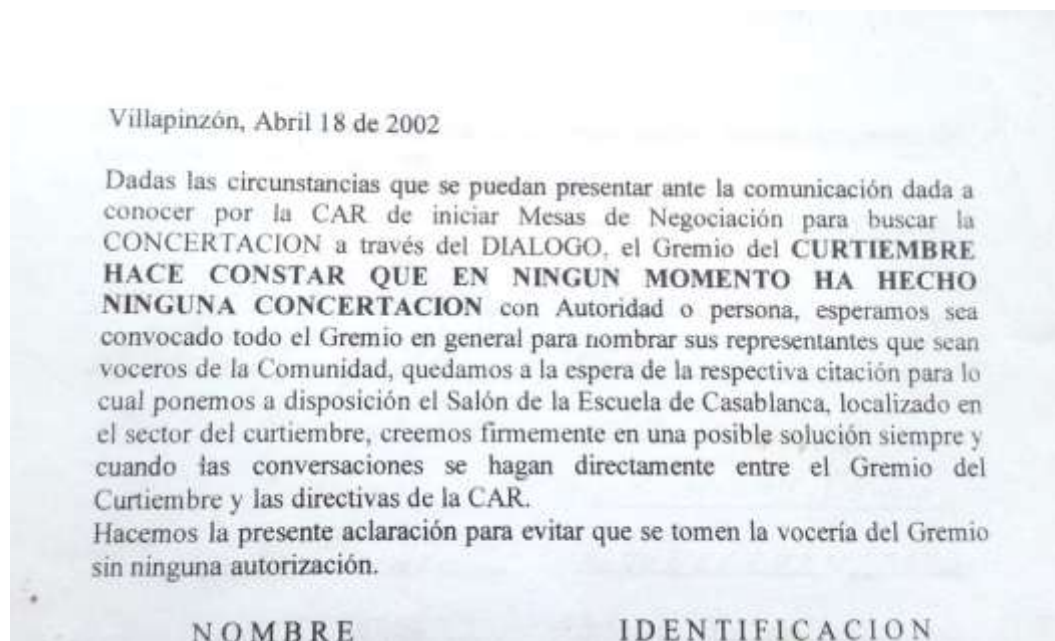 Villapinzón, Abril 18 de 2002
Dadas las circunstancias que se puedan presentar ante la comunicación dada a
conocer por la CAR de iniciar Mesas de Negociación para buscar la
CONCERTACION a través del DIALOGO, el Gremio del CURTIEMBRE
HACE CONSTAR QUE EN NINGUN MOMENTO HA HECHO
NINGUNA CONCERTACION con Autoridad o persona, esperamos sea
convocado todo el Gremio en general para nombrar sus representantes que sean
voceros de la Comunidad, quedamos a la espera de la respectiva citación para lo
cual ponemos a disposición el Salón de la Escuela de Casablanca, localizado en
el sector del curtiembre, creemos firmemente en una posible solución siempre y
cuando las conversaciones se hagan directamente entre el Gremio del
Curtiembre y las directivas de la CAR.
Hacemos la presente aclaración para evitar que se tomen la vocería del Gremio
sin ninguna autorización.
NOMBRE IDENTIFICACION